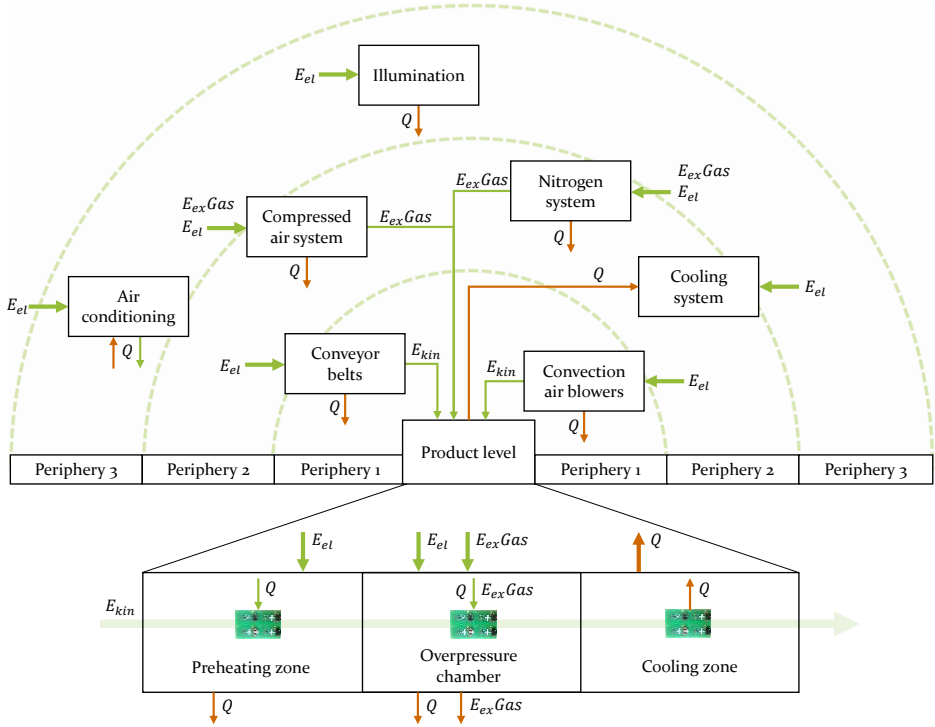 Illumination
E_el
Q
E_exGas
Nitrogen
system
E_exGas
E_el
E_exGas
E_el
Compressed
air system
E_exGas
Q
Q
Q
Cooling
system
E_el
E_el
Air
conditioning
Q
E_el
Conveyor
belts
E_kin
Q
E_kin
Convection
air blowers
E_el
Q
Product level
Periphery 3
Periphery 2
Periphery 1
Periphery 1
Periphery 2
Periphery 3
E_el
E_el
E_exGas
Q
Q
Q
E_exGas
Q
E_kin
Preheating zone
Overpressure
chamber
Cooling zone
Q
Q
E_exGas